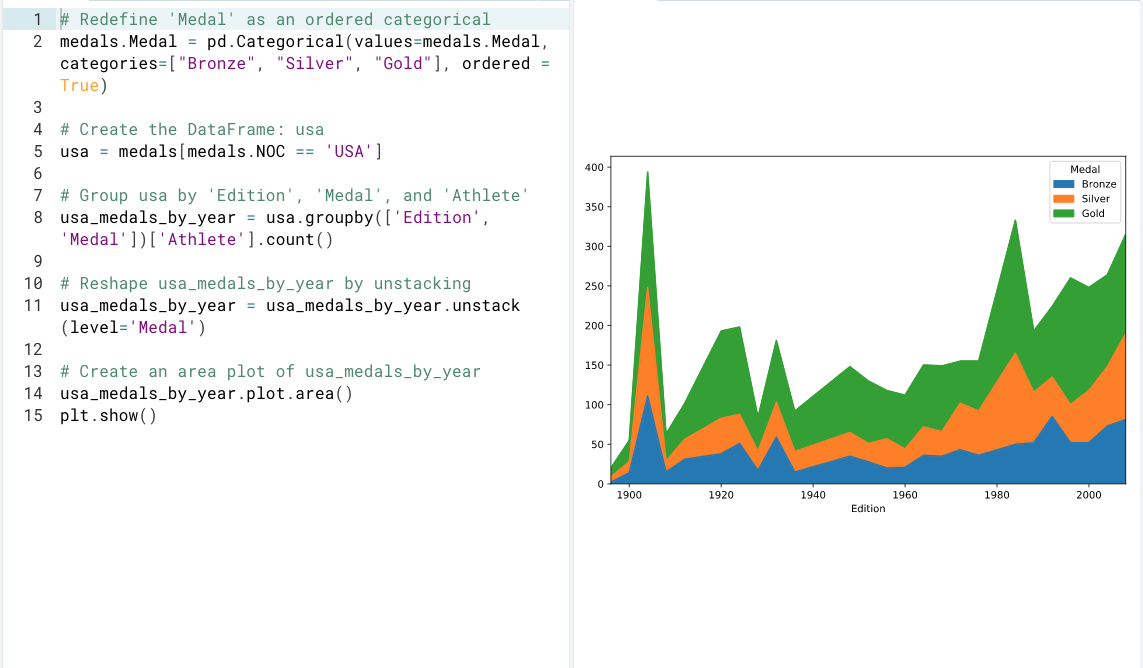 1 # Redefine 'Medal' as an ordered categorical
2 medals.Medal = pd.Categorical(values=medals.Medal,
categories=["Bronze", "Silver", "Gold"], ordered =
True)
3
4 # Create the DataFrame: usa
5 usa = medals[medals.NOC == 'USA']
6
7 # Group usa by 'Edition', 'Medal', and 'Athlete'
8 usa_medals_by_year = usa.groupby(['Edition',
'Medal'])['Athlete'].count()
9
10 # Reshape usa_medals_by_year by unstacking
11 usa_medals_by_year = usa_medals_by_year.unstack
(level='Medal')
12
13 # Create an area plot of usa_medals_by_year
14 usa_medals_by_year.plot.area()
15 plt.show()
400
350
300
250
200
150
100
50
0
Medal
Bronze
Silver
Gold
1900 1920 1940 1960 1980 2000
Edition